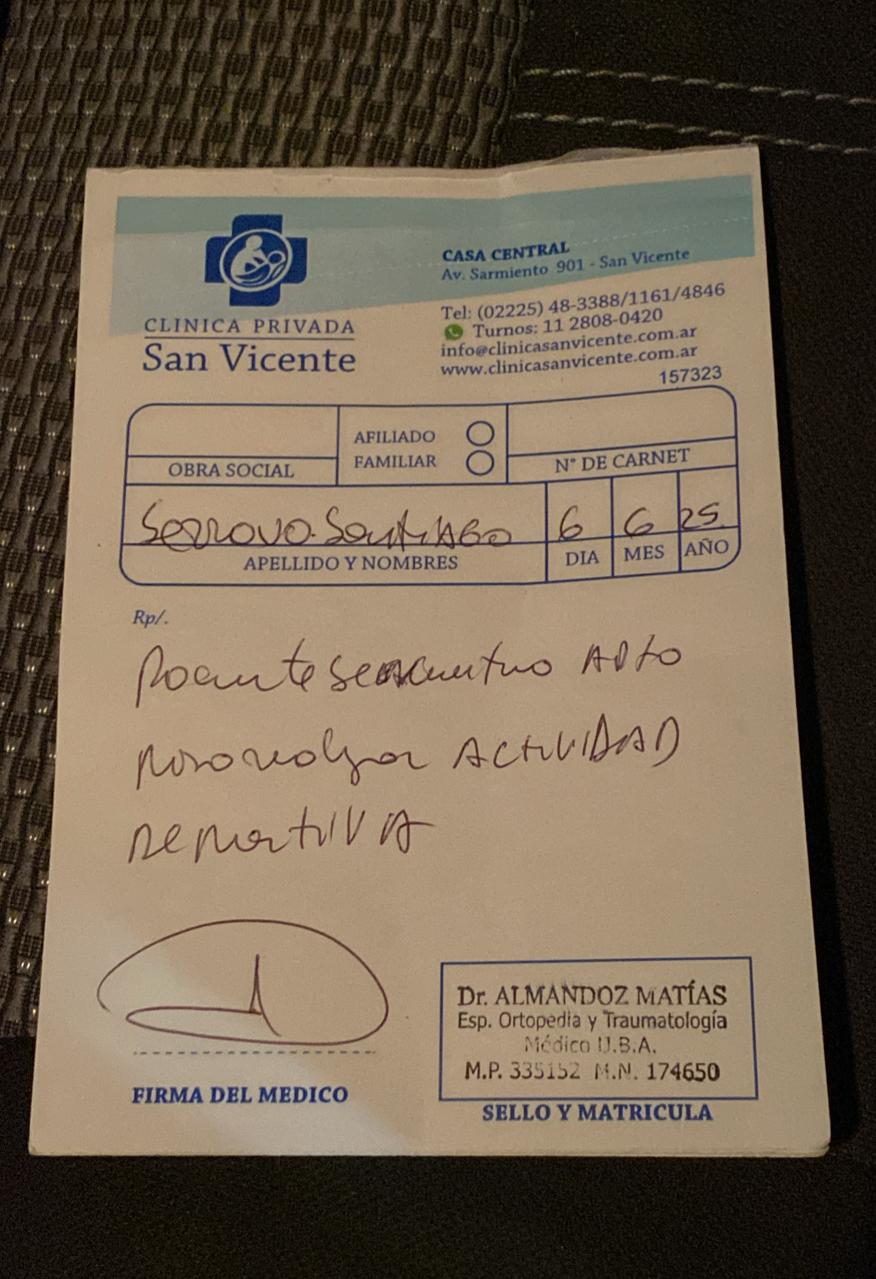 CLINICA PRIVADA
San Vicente
CASA CENTRAL
Av. Sarmiento 901 - San Vicente
Tel: (02225) 48-3388/1161/4846
Turnos: 11 2808-0420
info@clinicasanvicente.com.ar
www.clinicasanvicente.com.ar
157323
OBRA SOCIAL
AFILIADO
FAMILIAR
N° DE CARNET
Serrano Santiago 6 6 25
APELLIDO Y NOMBRES DIA MES AÑO
Rp/.
Paciente se encuentra APto
para realizar ACTIVIDAD
DeportIVA
FIRMA DEL MEDICO
Dr. ALMANDOZ MATÍAS
Esp. Ortopedia y Traumatología
Médico U.B.A.
M.P. 335152 M.N. 174650
SELLO Y MATRICULA